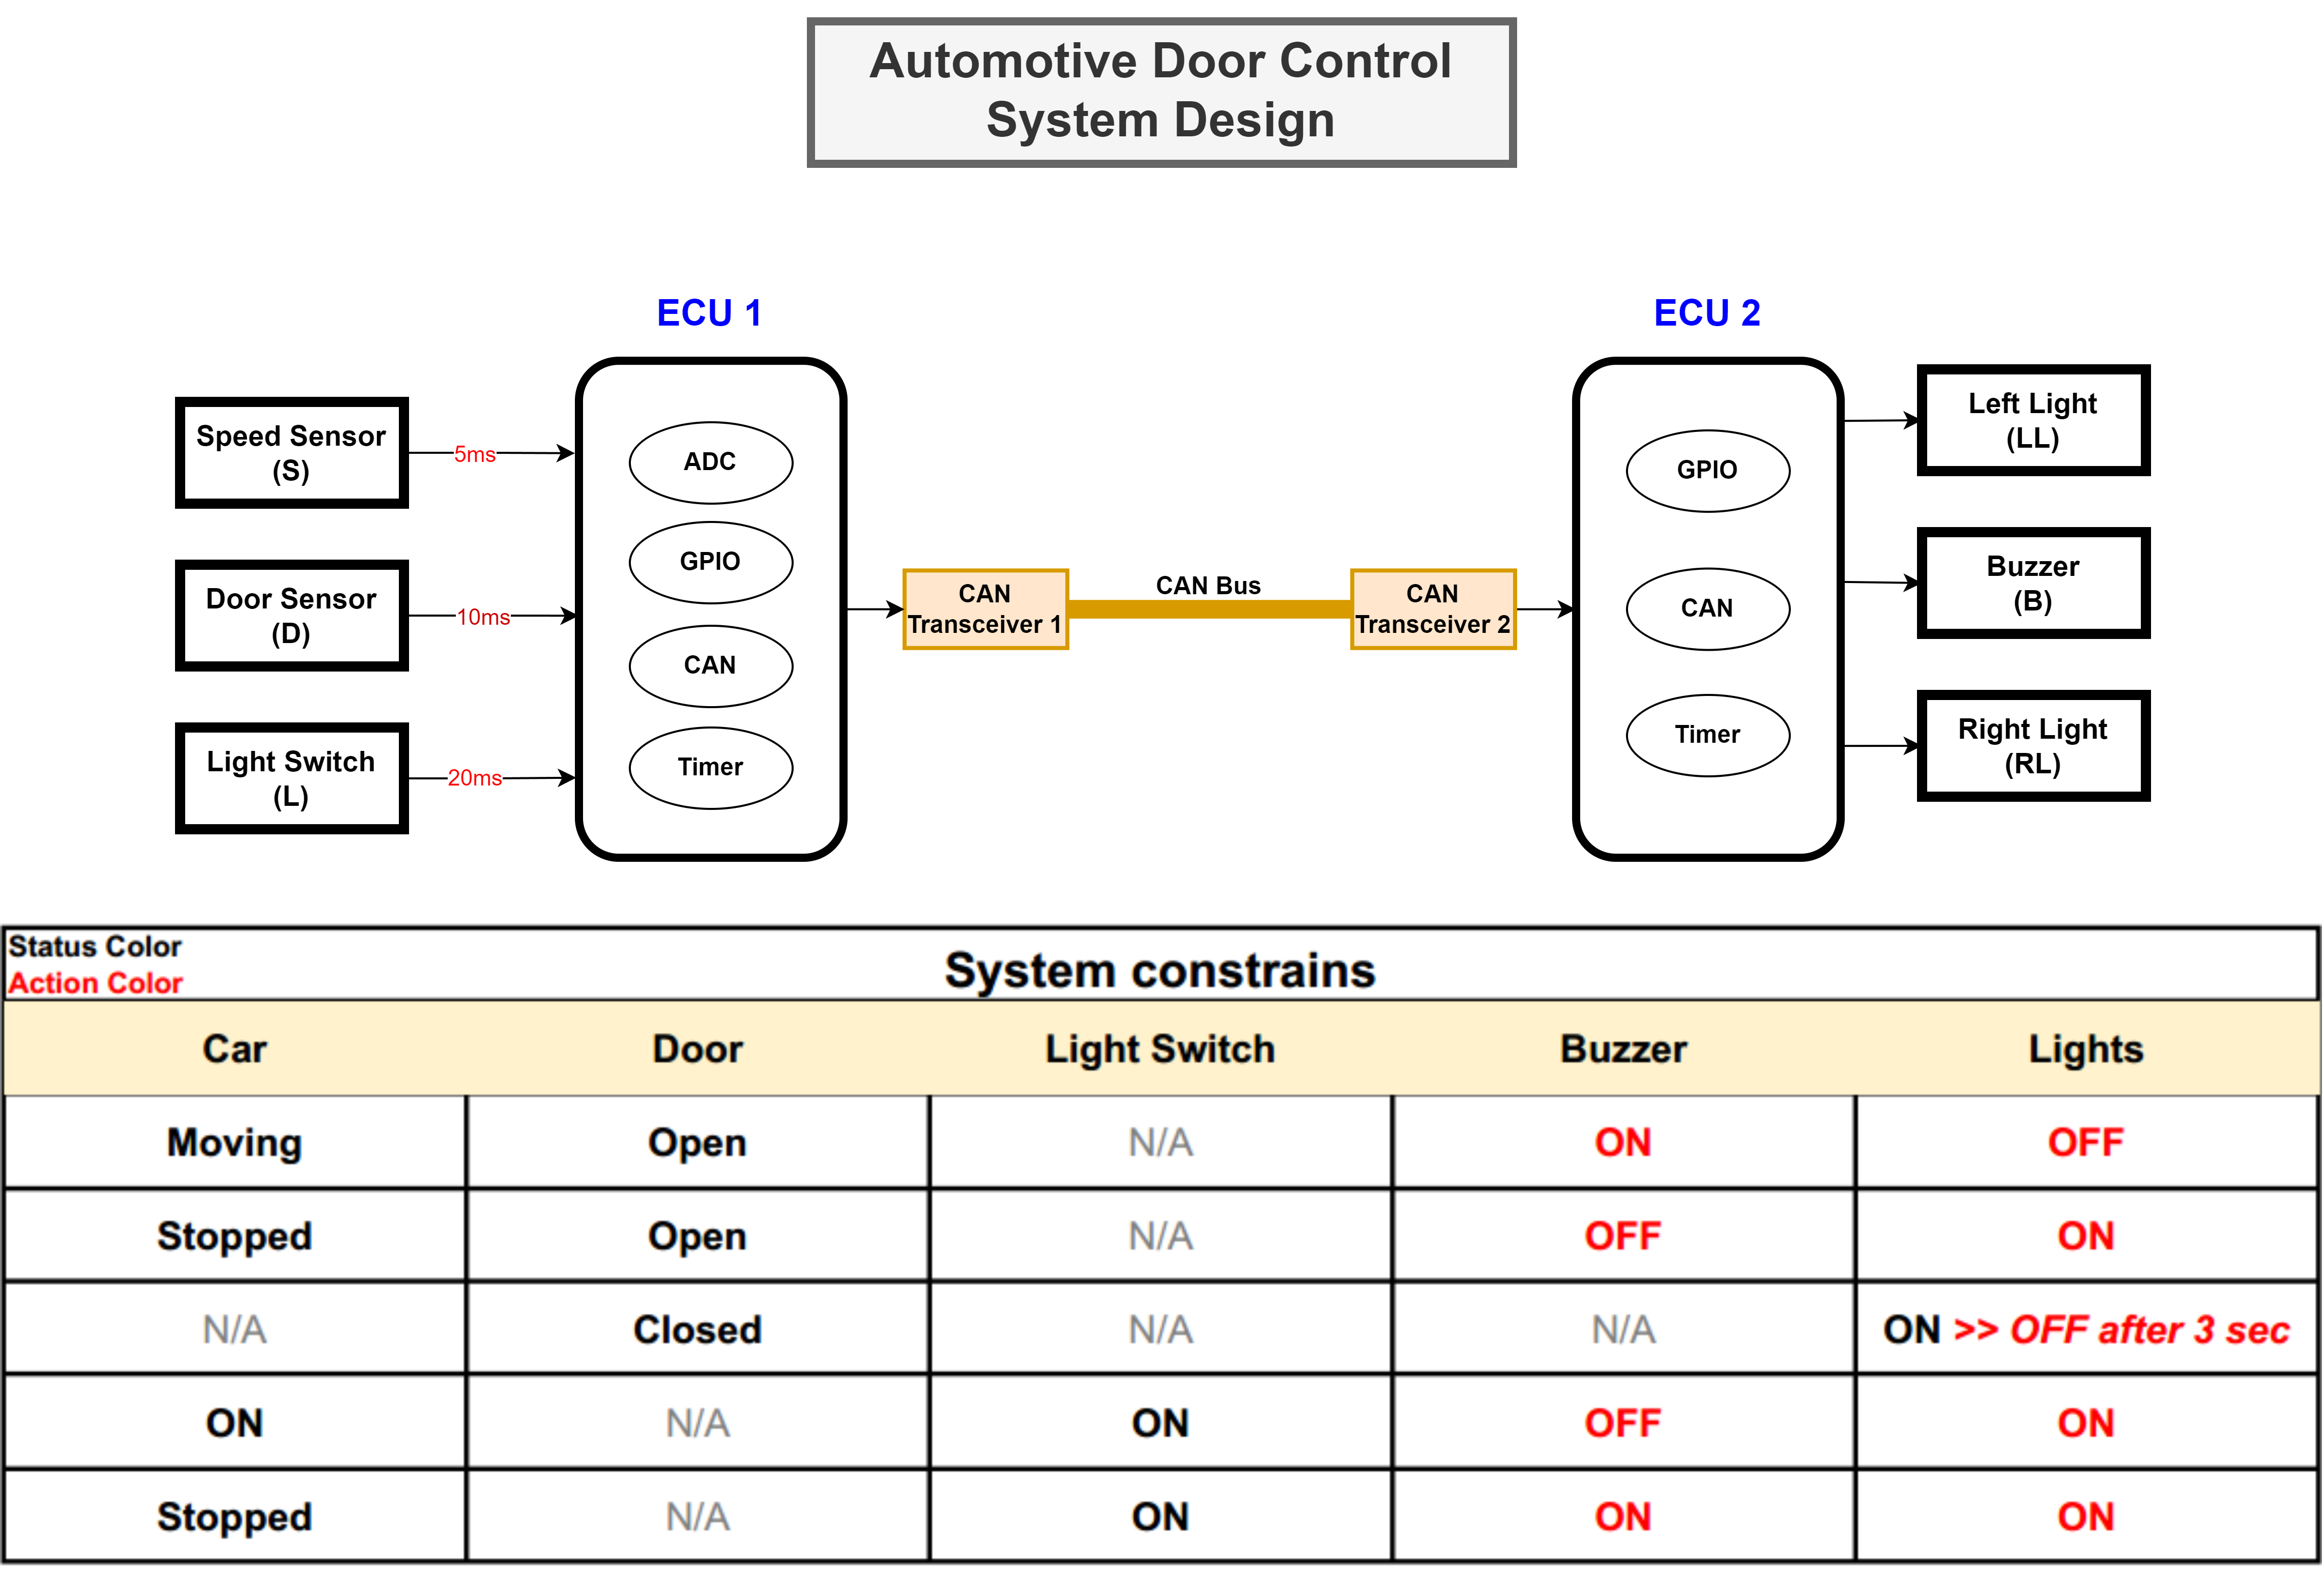 Automotive Door Control
System Design
ECU 1
ECU 2
Speed Sensor
(S)
5ms
Door Sensor
(D)
10ms
Light Switch
(L)
20ms
ADC
GPIO
CAN
Timer
CAN
Transceiver 1
CAN Bus
CAN
Transceiver 2
GPIO
CAN
Timer
Left Light
(LL)
Buzzer
(B)
Right Light
(RL)
Status Color
Action Color
System constrains
Car Door Light Switch Buzzer Lights
Moving Open N/A ON OFF
Stopped Open N/A OFF ON
N/A Closed N/A N/A ON >> OFF after 3 sec
ON N/A ON OFF ON
Stopped N/A ON ON ON